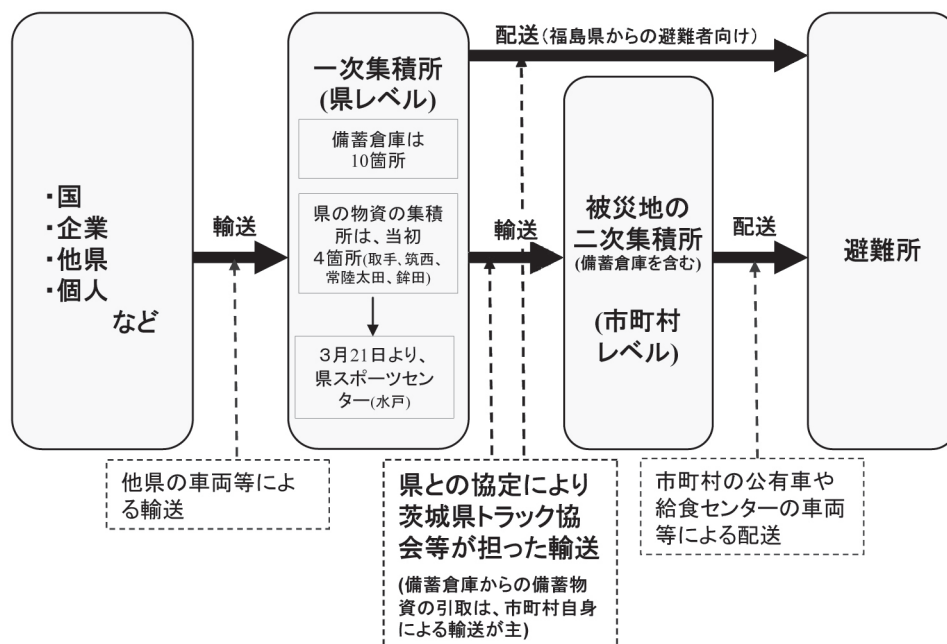 ・国
・企業
・他県
・個人
など
輸送
一次集積所
(県レベル)
備蓄倉庫は
10箇所
県の物資の集積
所は、当初
４箇所(取手、筑西、
常陸太田、鉾田)
３月21日より、
県スポーツセン
ター(水戸)
配送(福島県からの避難者向け)
輸送
被災地の
二次集積所
(備蓄倉庫を含む)
(市町村
レベル)
配送
避難所
他県の車両等によ
る輸送
県との協定により
茨城県トラック協
会等が担った輸送
(備蓄倉庫からの備蓄物
資の引取は、市町村自身
による輸送が主)
市町村の公有車や
給食センターの車両
等による配送